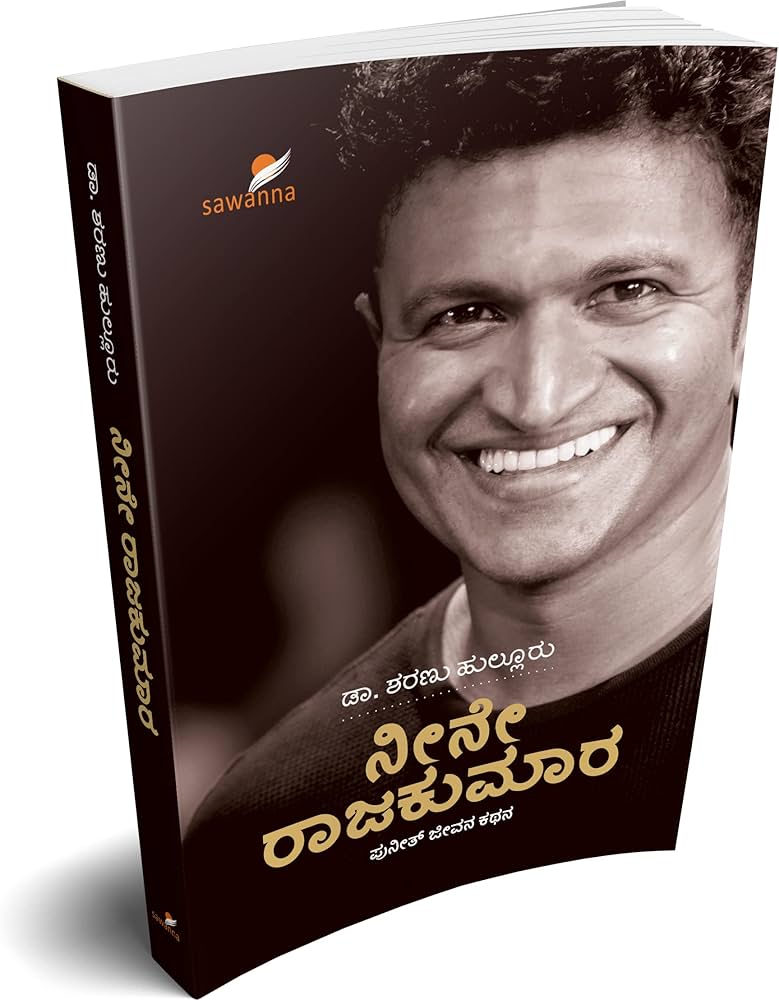 sawanna
ಡಾ. ಶರಣು ಹುಲ್ಲೂರು
ನೀನೇ
ರಾಜಕುಮಾರ
ಪುನೀತ್ ಜೀವನ ಕಥನ
ಡಾ. ಶರಣು ಹುಲ್ಲೂರು
ನೀನೇ ರಾಜಕುಮಾರ
sawanna